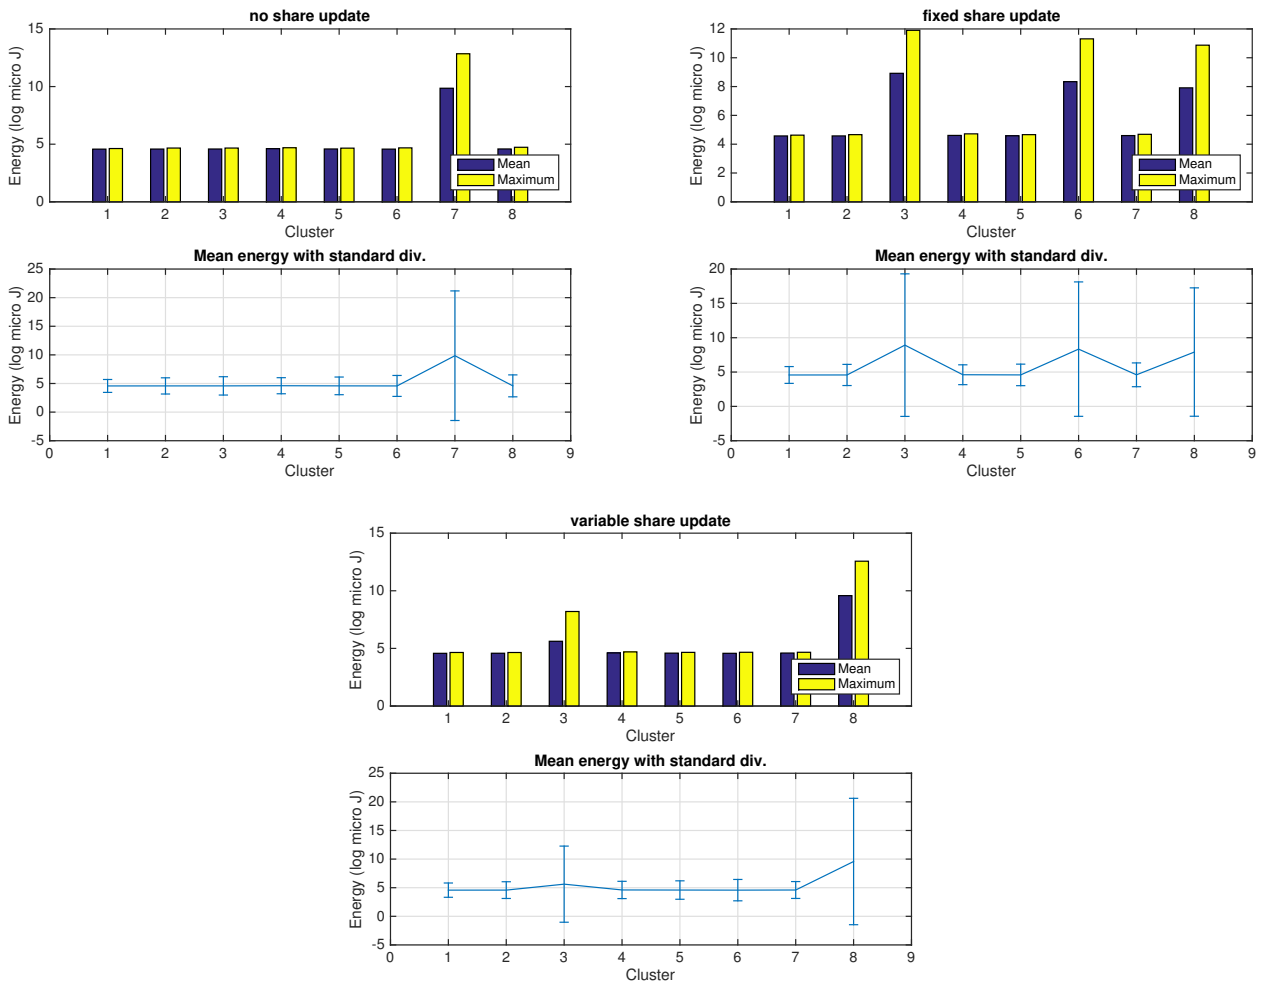 no share update
15
10
5
0
Energy (log micro J)
Mean
Maximum
1 2 3 4 5 6 7 8
Cluster
Mean energy with standard div.
25
20
15
10
5
0
-5
Energy (log micro J)
0 1 2 3 4 5 6 7 8 9
Cluster
fixed share update
12
10
8
6
4
2
0
Energy (log micro J)
Mean
Maximum
1 2 3 4 5 6 7 8
Cluster
Mean energy with standard div.
20
15
10
5
0
-5
Energy (log micro J)
0 1 2 3 4 5 6 7 8 9
Cluster
variable share update
15
10
5
0
Energy (log micro J)
Mean
Maximum
1 2 3 4 5 6 7 8
Cluster
Mean energy with standard div.
25
20
15
10
5
0
-5
Energy (log micro J)
0 1 2 3 4 5 6 7 8 9
Cluster